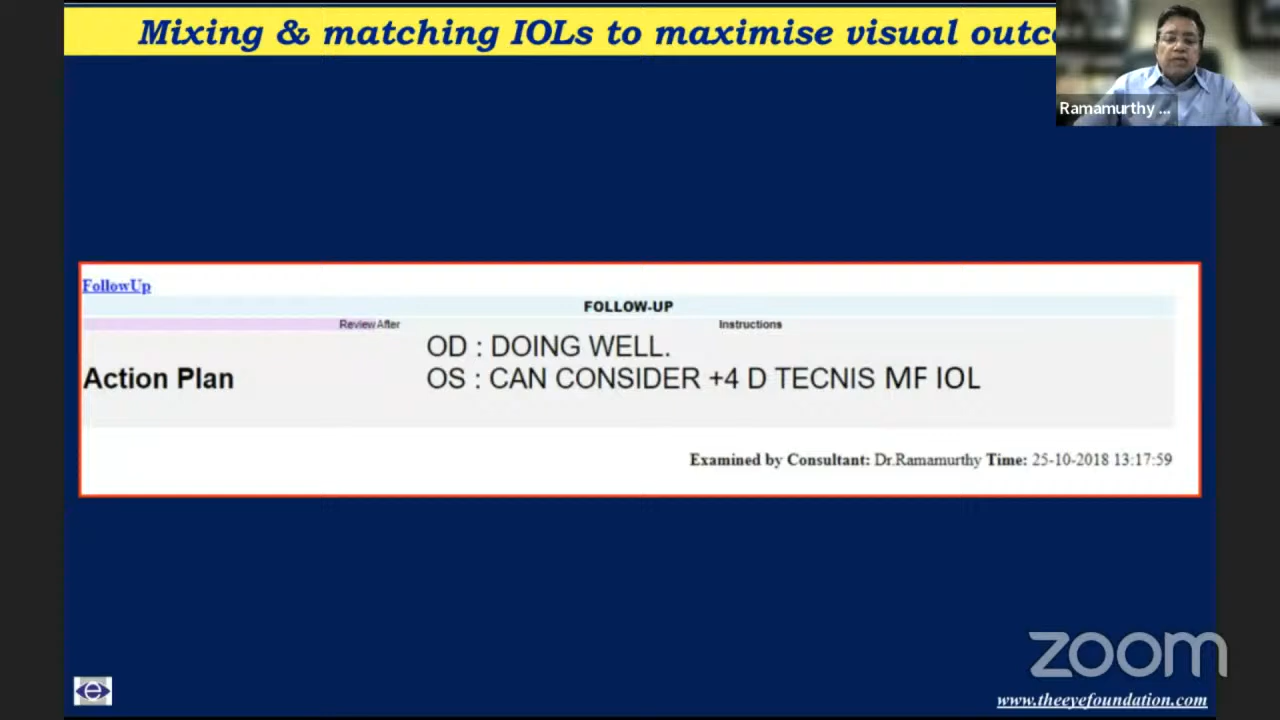 Mixing & matching IOLs to maximise visual outc
Ramamurthy ...
FollowUp
FOLLOW-UP
Review After Instructions
OD : DOING WELL.
Action Plan
OS : CAN CONSIDER +4 D TECNIS MF IOL
Examined by Consultant: Dr.Ramamurthy Time: 25-10-2018 13:17:59
zoom
e
www.theeyefoundation.com